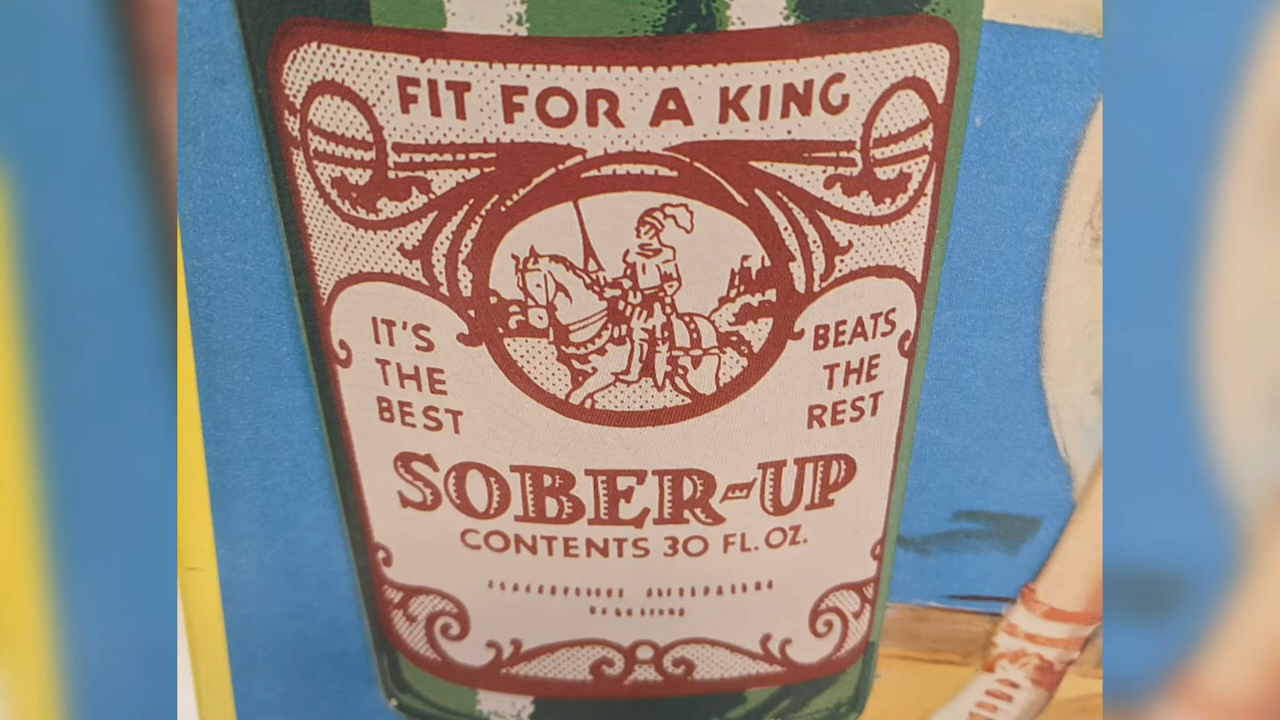 FIT FOR A KING
IT'S
THE
BEST
BEATS
THE
REST
SOBER-UP
CONTENTS 30 FL. OZ.